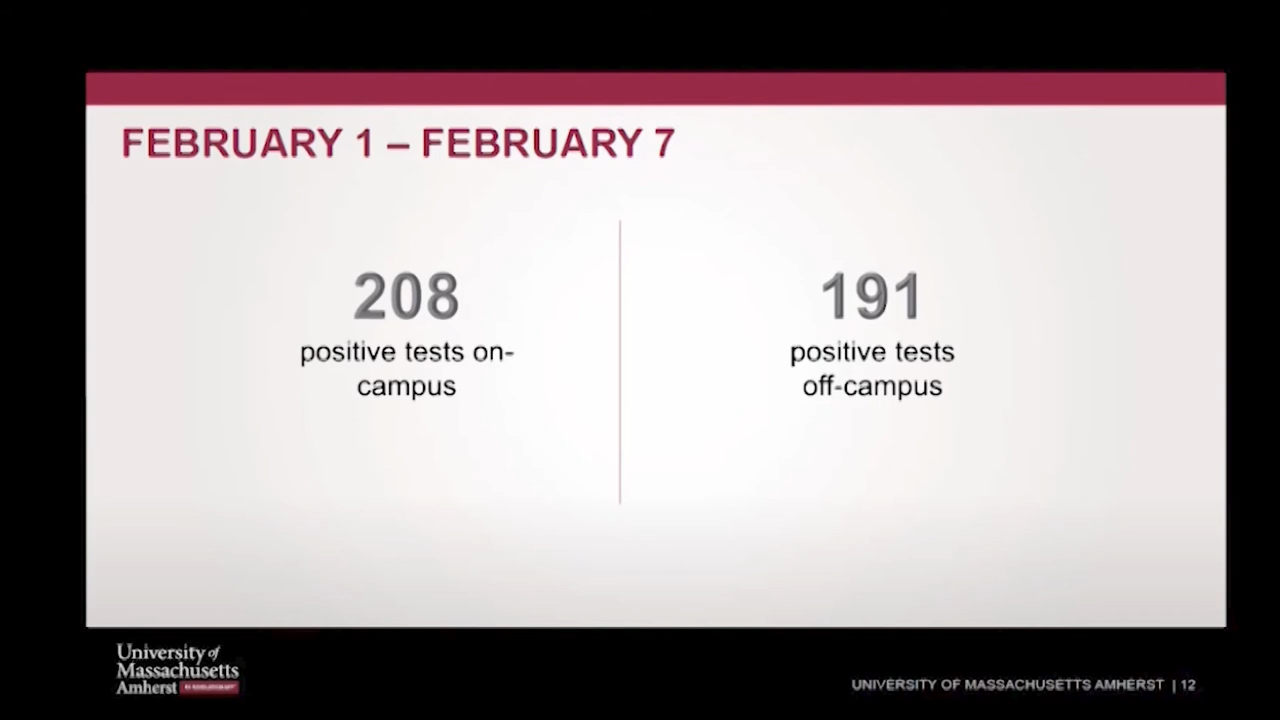 FEBRUARY 1 – FEBRUARY 7
208
positive tests on-
campus
191
positive tests
off-campus
University of
Massachusetts
Amherst
UNIVERSITY OF MASSACHUSETTS AMHERST | 12